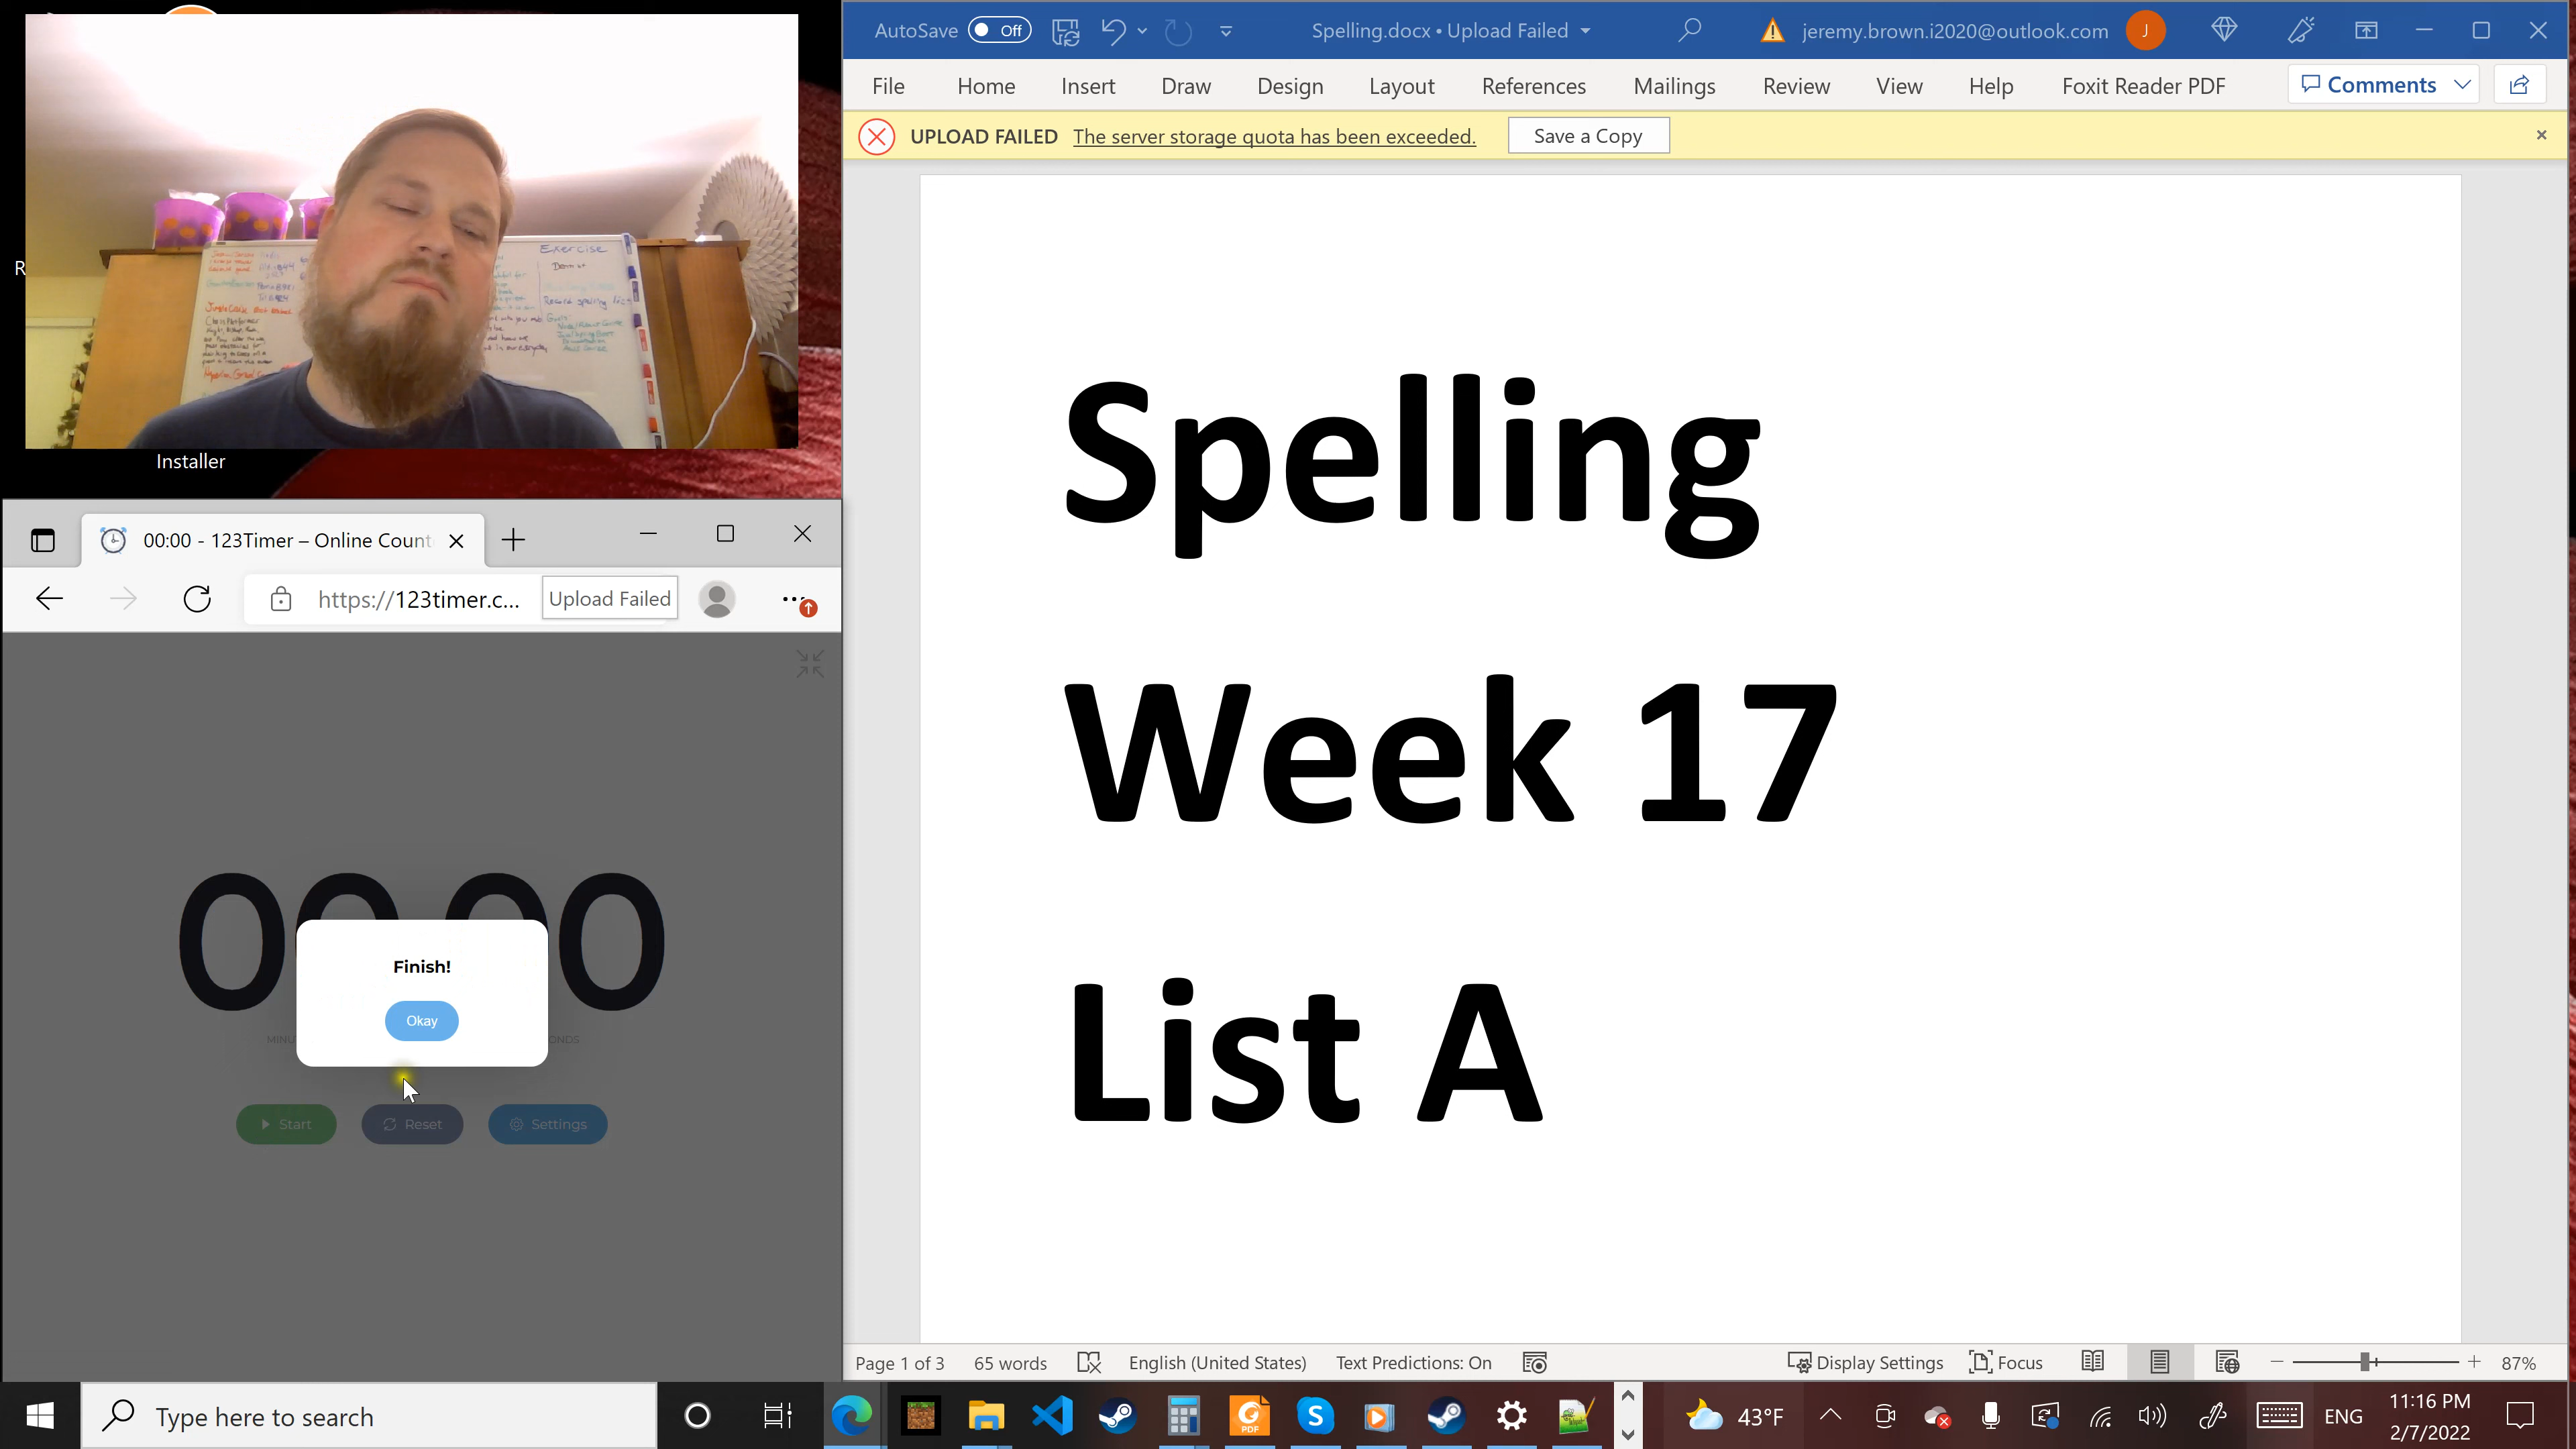 R
Installer
Exercise
Record spelling
00:00 - 123Timer – Online Count
https://123timer.c...
Upload Failed
Finish!
Okay
Start
Reset
Settings
AutoSave Off
Spelling.docx • Upload Failed
jeremy.brown.i2020@outlook.com
J
File Home Insert Draw Design Layout References Mailings Review View Help Foxit Reader PDF
Comments
UPLOAD FAILED The server storage quota has been exceeded.
Save a Copy
Spelling
Week 17
List A
Page 1 of 3 65 words English (United States) Text Predictions: On
Display Settings Focus 87%
Type here to search
PDF
43°F
ENG
11:16 PM
2/7/2022